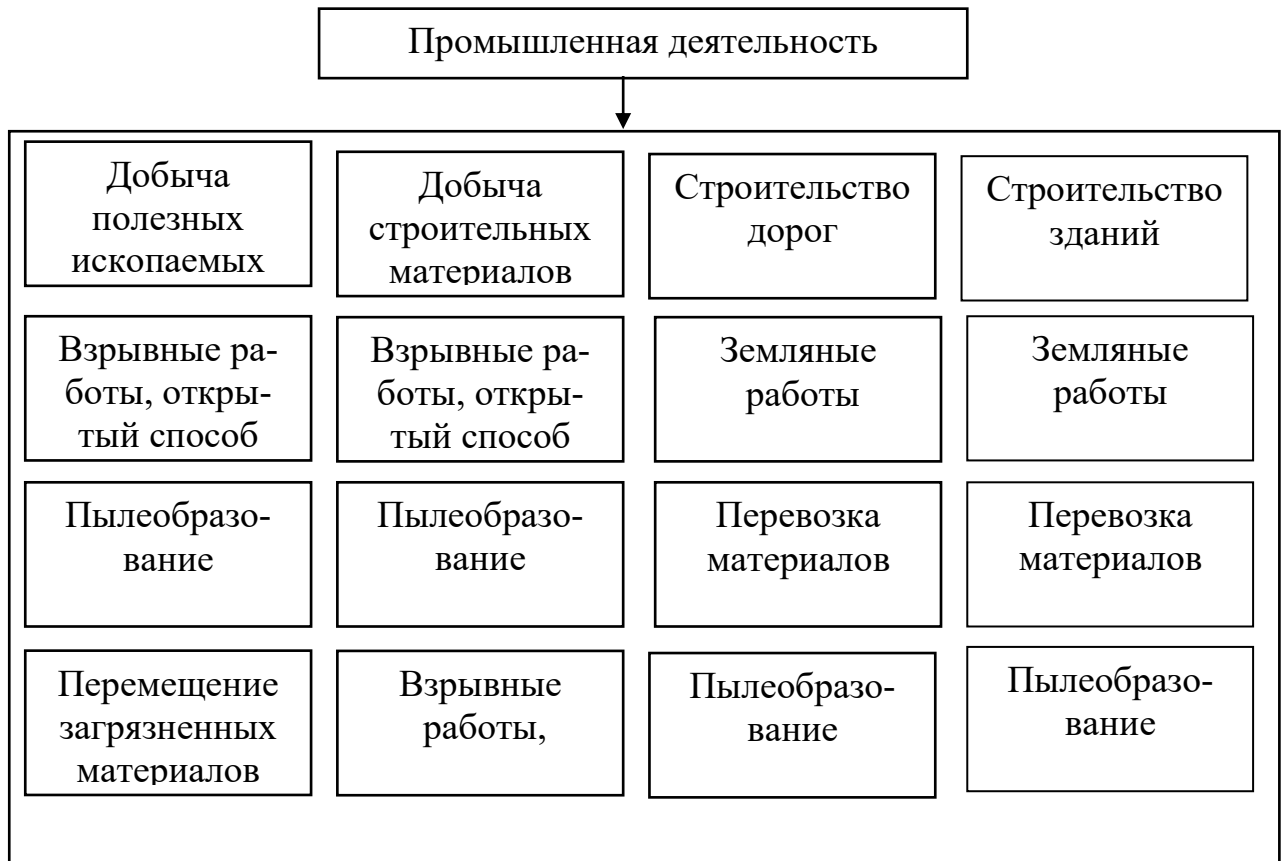 Промышленная деятельность
Добыча
полезных
ископаемых
Добыча
строительных
материалов
Строительство
дорог
Строительство
зданий
Взрывные ра-
боты, откры-
тый способ
Взрывные ра-
боты, откры-
тый способ
Земляные
работы
Земляные
работы
Пылеобразо-
вание
Пылеобразо-
вание
Перевозка
материалов
Перевозка
материалов
Перемещение
загрязненных
материалов
Взрывные
работы,
Пылеобразо-
вание
Пылеобразо-
вание